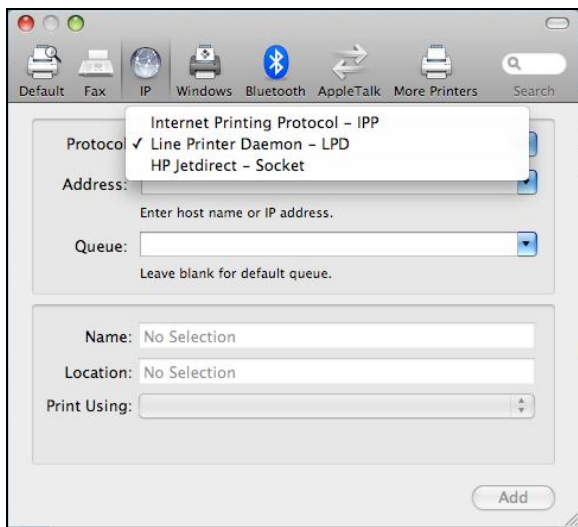 Default Fax IP Windows Bluetooth AppleTalk More Printers Search
Internet Printing Protocol – IPP
Protocol ✓ Line Printer Daemon – LPD
HP Jetdirect – Socket
Address:
Enter host name or IP address.
Queue:
Leave blank for default queue.
Name: No Selection
Location: No Selection
Print Using:
Add